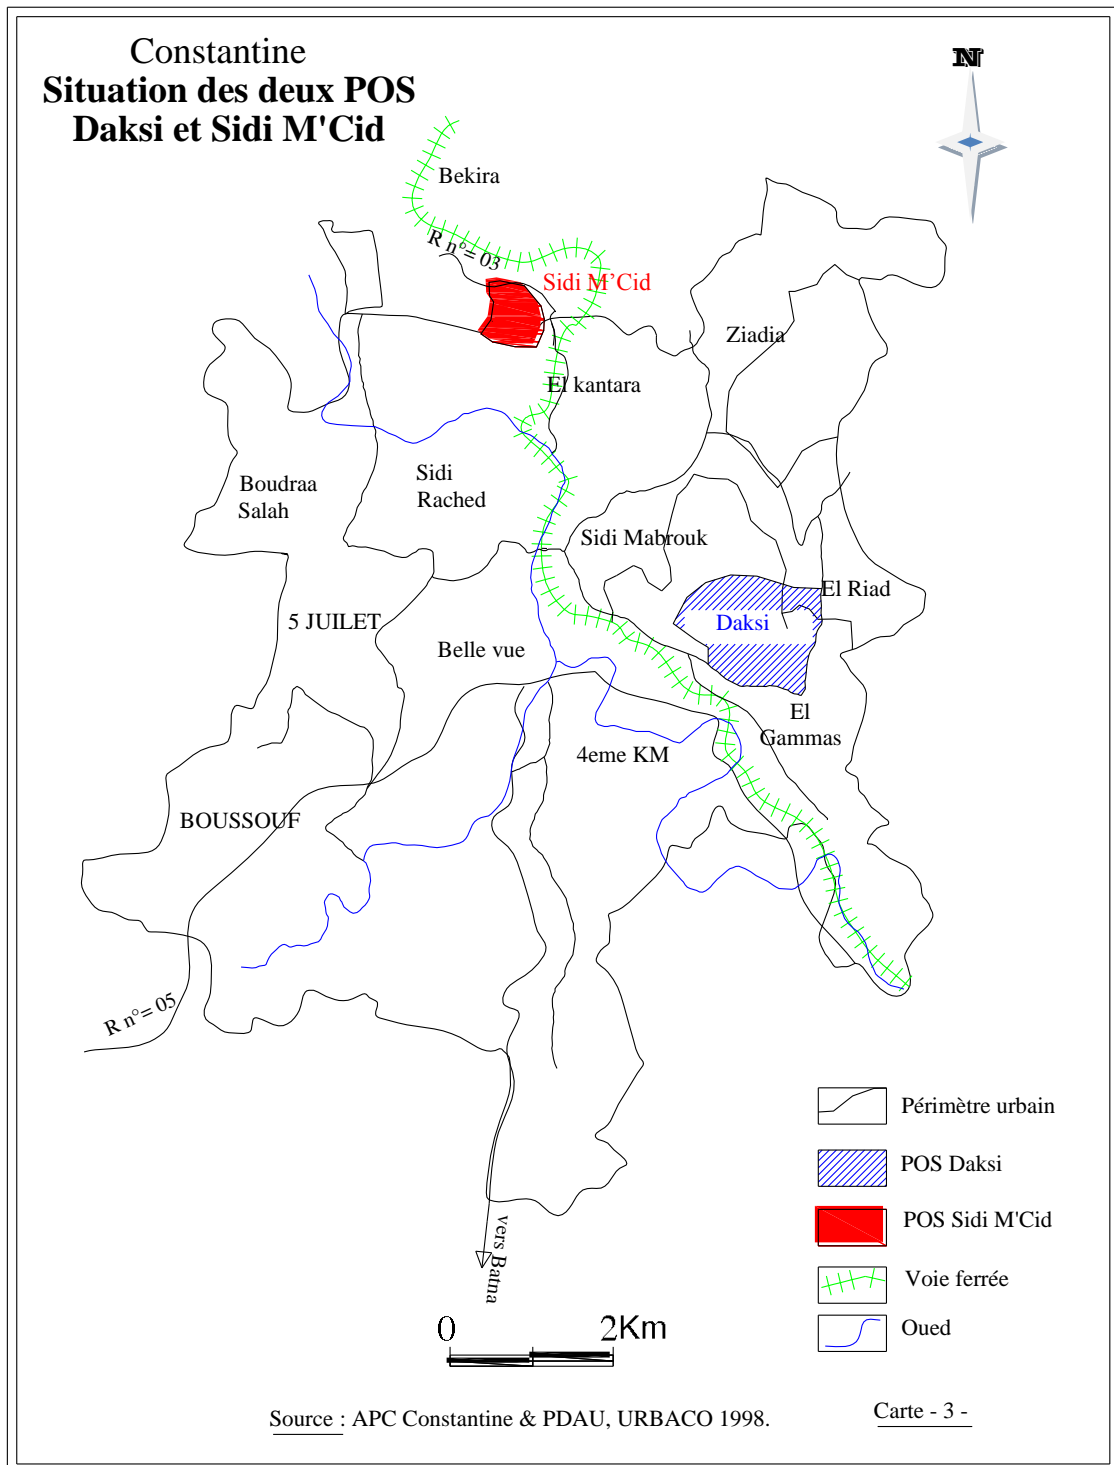 Constantine
Situation des deux POS
Daksi et Sidi M'Cid
N
Bekira
R n°= 03
Sidi M'Cid
Ziadia
El kantara
Sidi
Rached
Boudraa
Salah
Sidi Mabrouk
El Riad
5 JUILET
Daksi
Belle vue
El
Gammas
4eme KM
BOUSSOUF
R n°= 05
vers Batna
Périmètre urbain
POS Daksi
POS Sidi M'Cid
Voie ferrée
Oued
0 2Km
Source : APC Constantine & PDAU, URBACO 1998.
Carte - 3 -